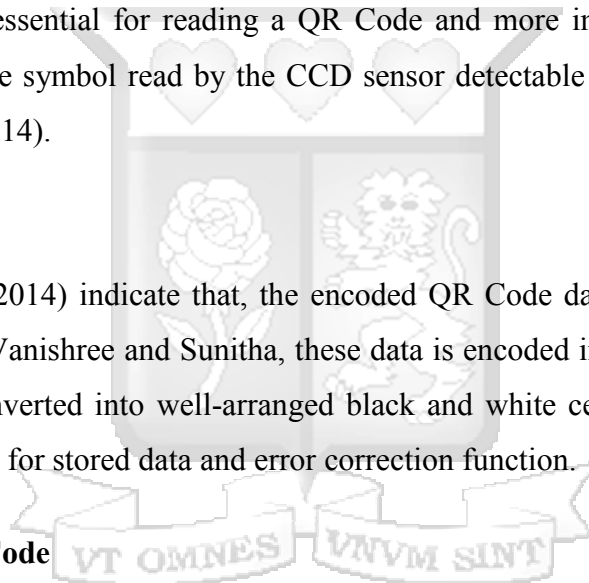 essential for reading a QR Code and more in
e symbol read by the CCD sensor detectable
14).
2014) indicate that, the encoded QR Code da
Vanishree and Sunitha, these data is encoded i
nverted into well-arranged black and white ce
for stored data and error correction function.
Code
VT OMNES VNVM SINT